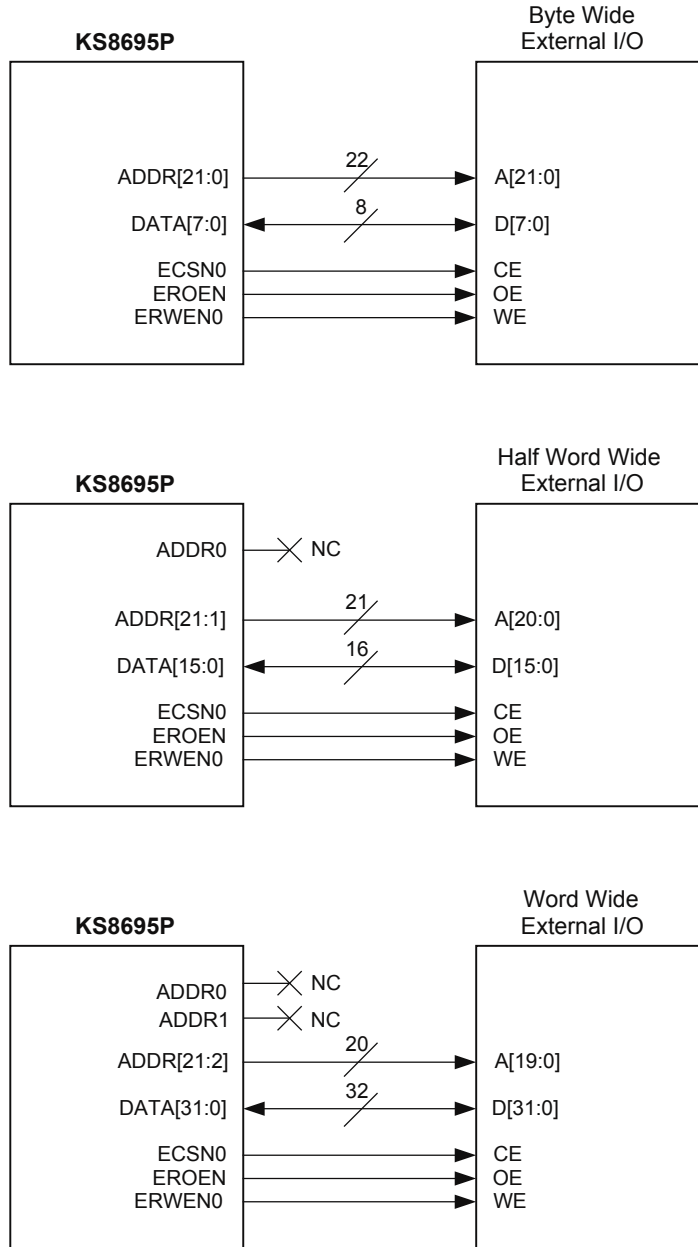 Byte Wide
External I/O
KS8695P
ADDR[21:0]
22
A[21:0]
DATA[7:0]
8
D[7:0]
ECSN0
CE
EROEN
OE
ERWEN0
WE
Half Word Wide
External I/O
KS8695P
ADDR0
NC
ADDR[21:1]
21
A[20:0]
DATA[15:0]
16
D[15:0]
ECSN0
CE
EROEN
OE
ERWEN0
WE
Word Wide
External I/O
KS8695P
ADDR0
NC
ADDR1
NC
ADDR[21:2]
20
A[19:0]
DATA[31:0]
32
D[31:0]
ECSN0
CE
EROEN
OE
ERWEN0
WE